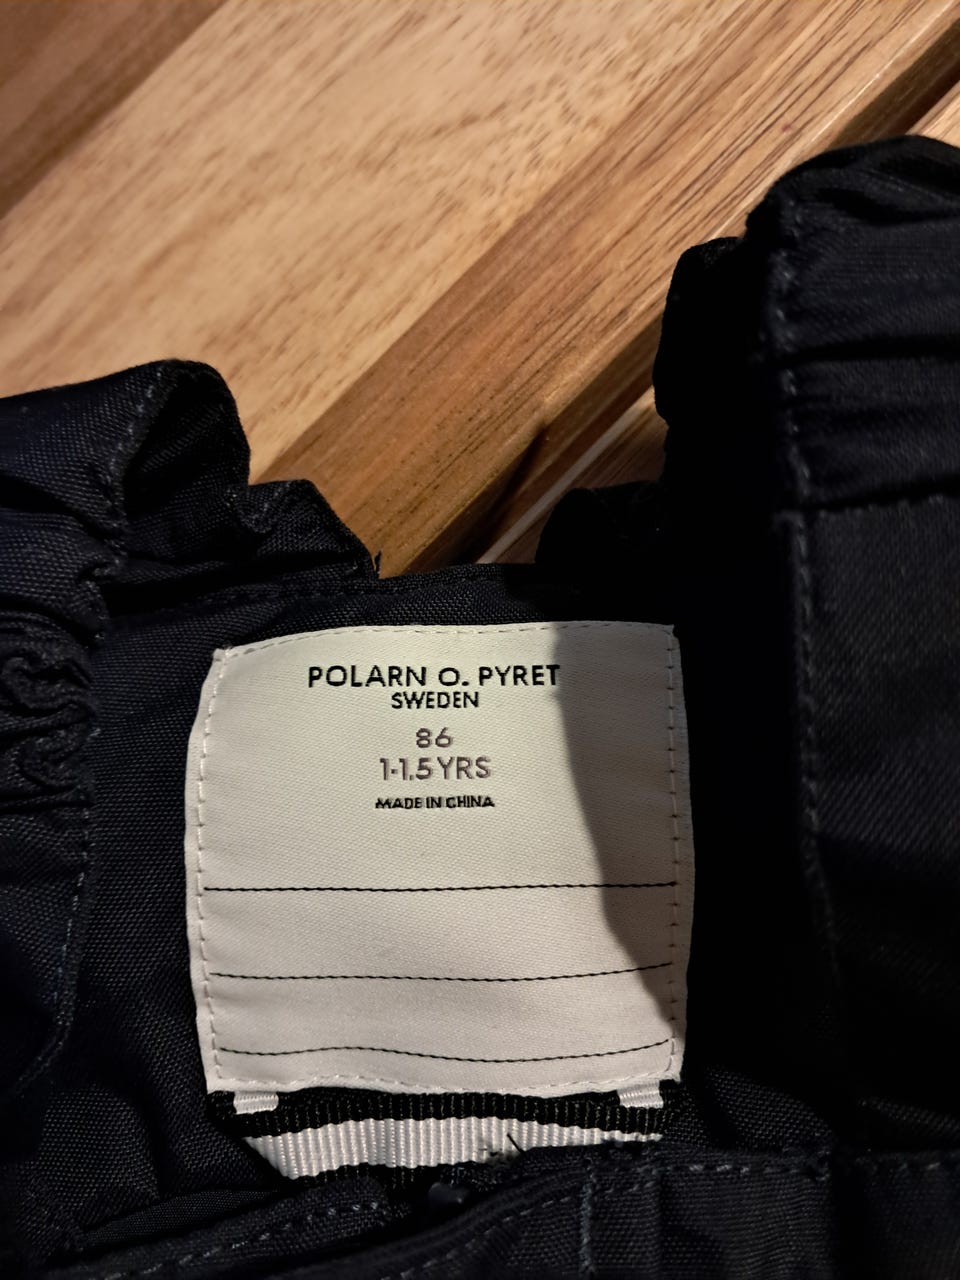 POLARN O. PYRET
SWEDEN
86
1-1,5 YRS
MADE IN CHINA